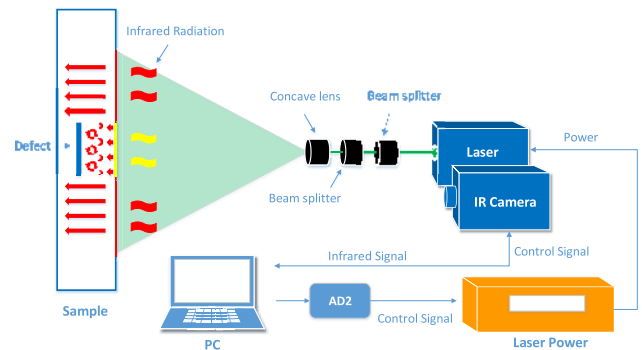 Infrared Radiation
Concave lens
Beam splitter
Power
Defect
Laser
Beam splitter
IR Camera
Infrared Signal
Control Signal
Sample
AD2
Control Signal
PC
Laser Power